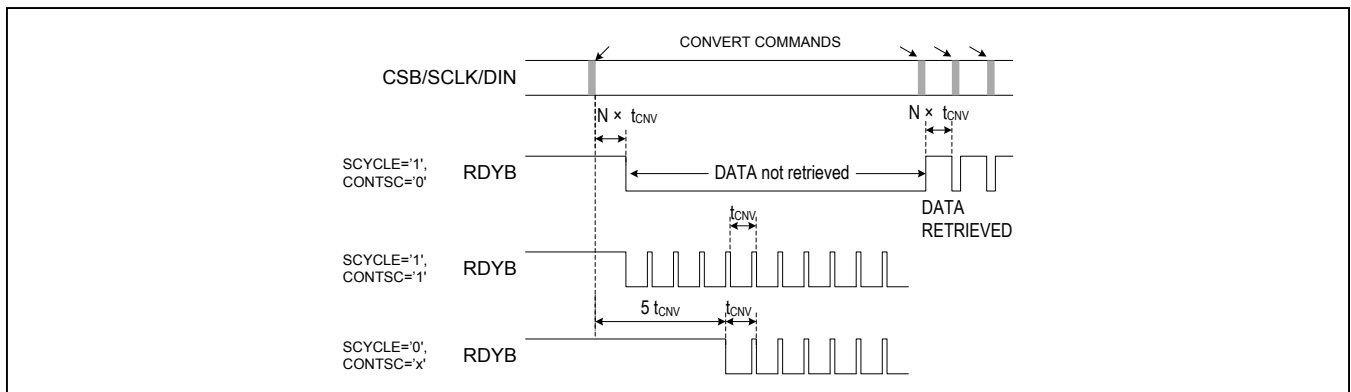 CONVERT COMMANDS
CSB/SCLK/DIN
N × tCNV
N × tCNV
SCYCLE='1',
CONTSC='0'
RDYB
DATA not retrieved
DATA
RETRIEVED
tCNV
SCYCLE='1',
CONTSC='1'
RDYB
5 tCNV
tCNV
SCYCLE='0',
CONTSC='x'
RDYB